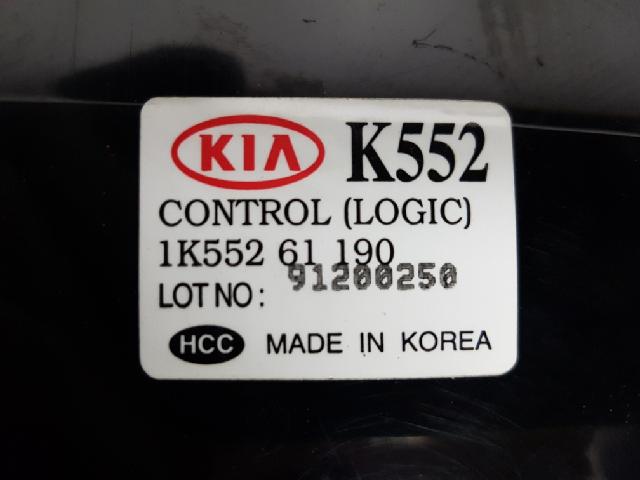 KIA K552
CONTROL (LOGIC)
1K552 61 190
LOT NO: 91200250
HCC MADE IN KOREA